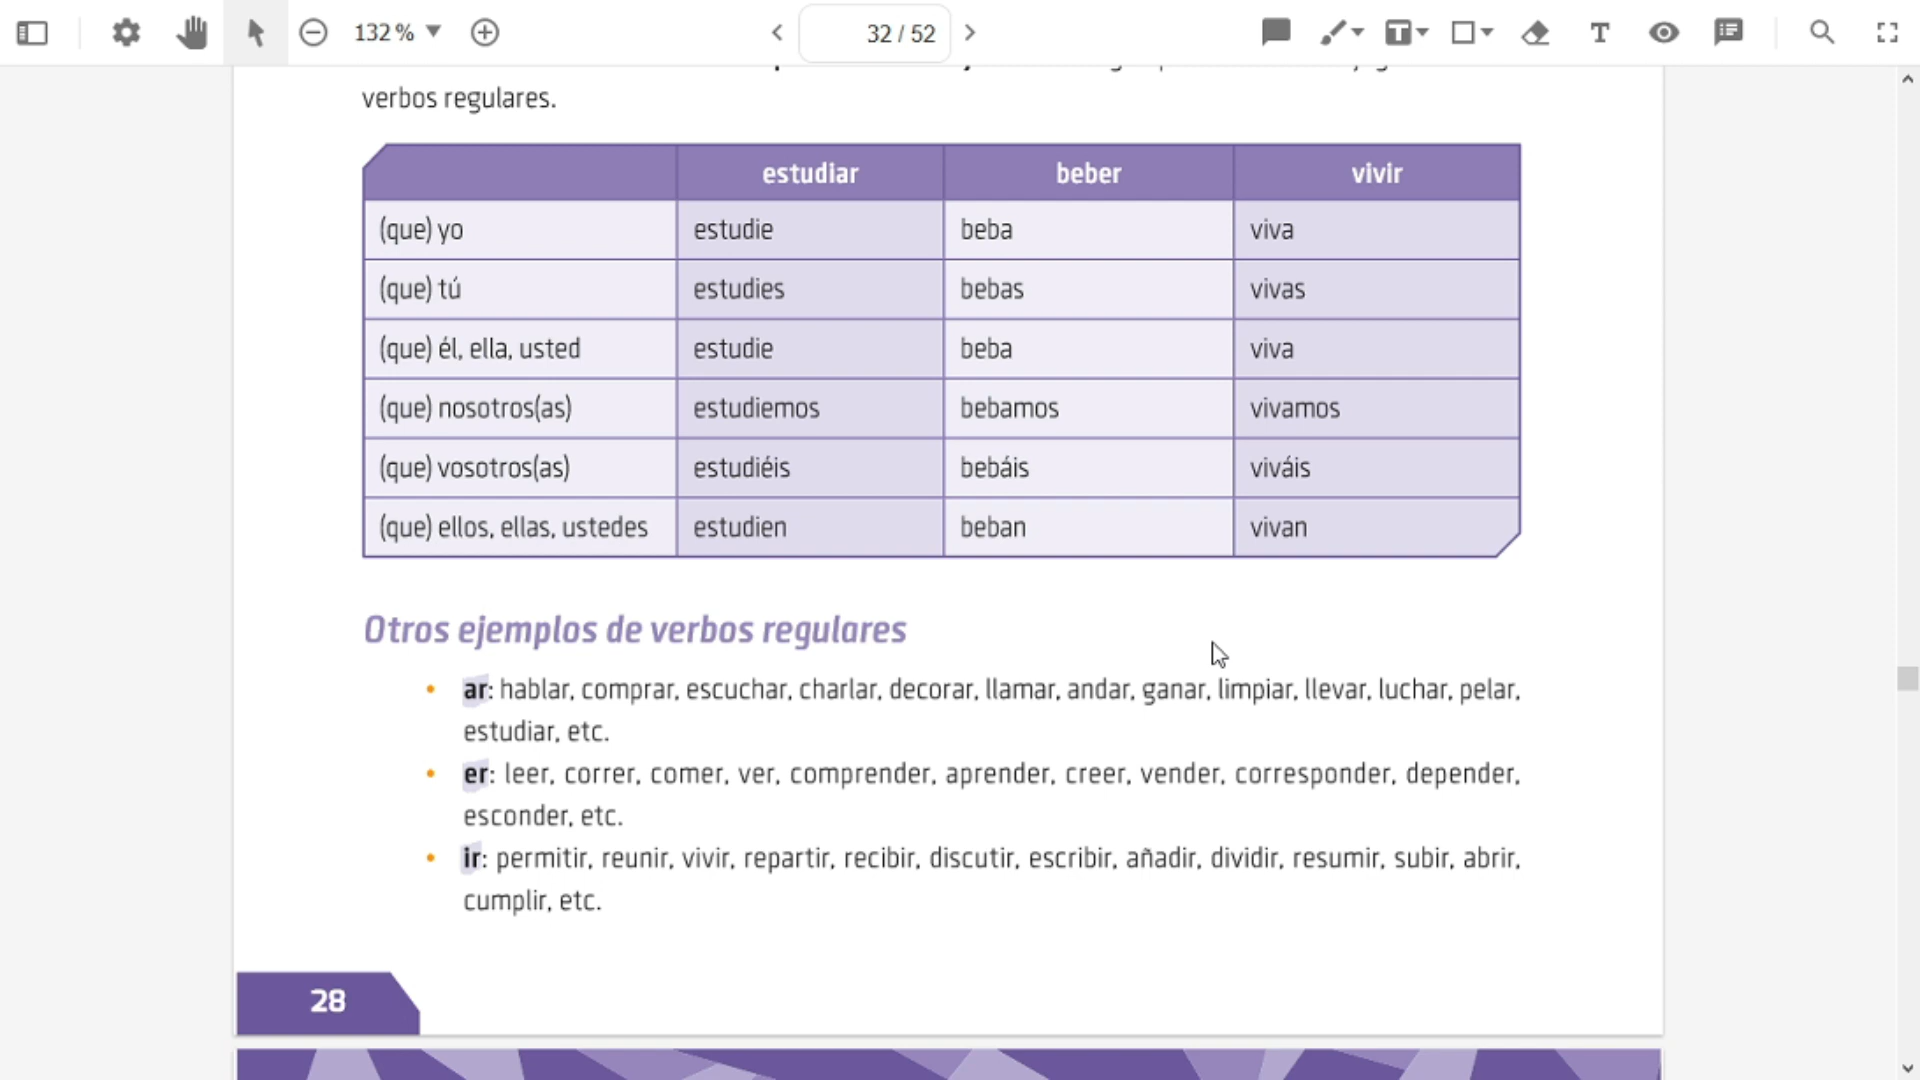 132 %
32 / 52
verbos regulares.
estudiar beber vivir
(que) yo estudie beba viva
(que) tú estudies bebas vivas
(que) él, ella, usted estudie beba viva
(que) nosotros(as) estudiemos bebamos vivamos
(que) vosotros(as) estudiéis bebáis viváis
(que) ellos, ellas, ustedes estudien beban vivan
Otros ejemplos de verbos regulares
• ar: hablar, comprar, escuchar, charlar, decorar, llamar, andar, ganar, limpiar, llevar, luchar, pelar,
estudiar, etc.
• er: leer, correr, comer, ver, comprender, aprender, creer, vender, corresponder, depender,
esconder, etc.
• ir: permitir, reunir, vivir, repartir, recibir, discutir, escribir, añadir, dividir, resumir, subir, abrir,
cumplir, etc.
28